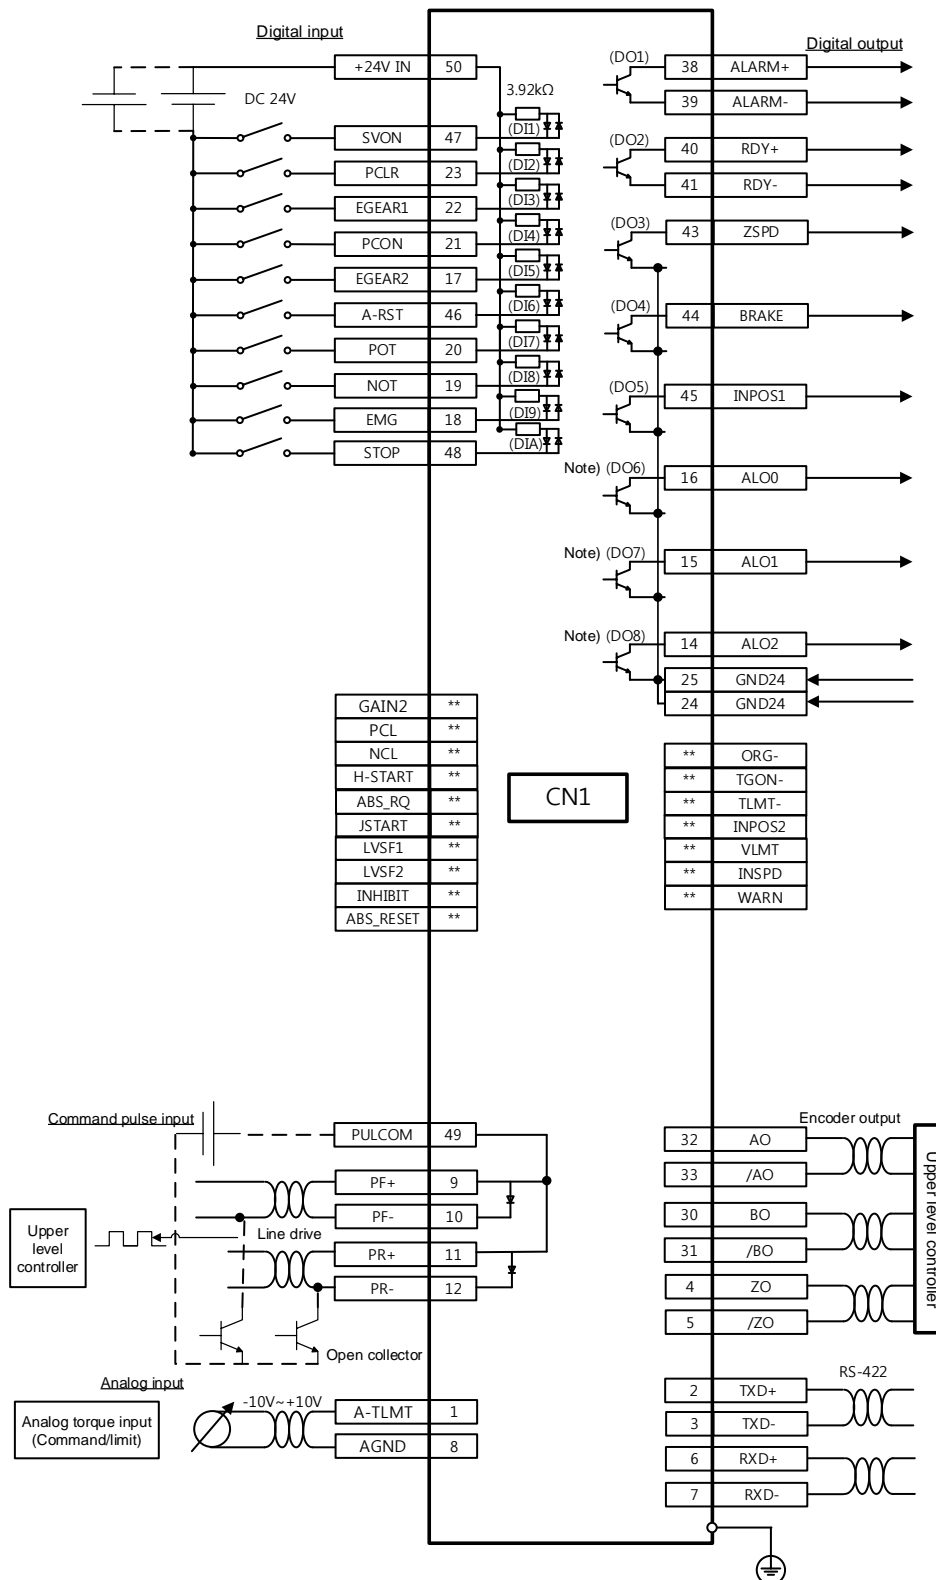 Digital input
Digital output
+24V IN 50
DC 24V
3.92kΩ
SVON 47 (DI1)
PCLR 23 (DI2)
EGEAR1 22 (DI3)
PCON 21 (DI4)
EGEAR2 17 (DI5)
A-RST 46 (DI6)
POT 20 (DI7)
NOT 19 (DI8)
EMG 18 (DI9)
STOP 48 (DIA)
(DO1) 38 ALARM+
39 ALARM-
(DO2) 40 RDY+
41 RDY-
(DO3) 43 ZSPD
(DO4) 44 BRAKE
(DO5) 45 INPOS1
Note) (DO6) 16 ALO0
Note) (DO7) 15 ALO1
Note) (DO8) 14 ALO2
25 GND24
24 GND24
GAIN2 **
PCL **
NCL **
H-START **
ABS_RQ **
JSTART **
LVSF1 **
LVSF2 **
INHIBIT **
ABS_RESET **
CN1
** ORG-
** TGON-
** TLMT-
** INPOS2
** VLMT
** INSPD
** WARN
Command pulse input
PULCOM 49
PF+ 9
PF- 10
Line drive
PR+ 11
PR- 12
Upper
level
controller
Open collector
Analog input
Analog torque input
(Command/limit)
-10V~+10V
A-TLMT 1
AGND 8
Encoder output
32 AO
33 /AO
30 BO
31 /BO
4 ZO
5 /ZO
Upper level controller
RS-422
2 TXD+
3 TXD-
6 RXD+
7 RXD-